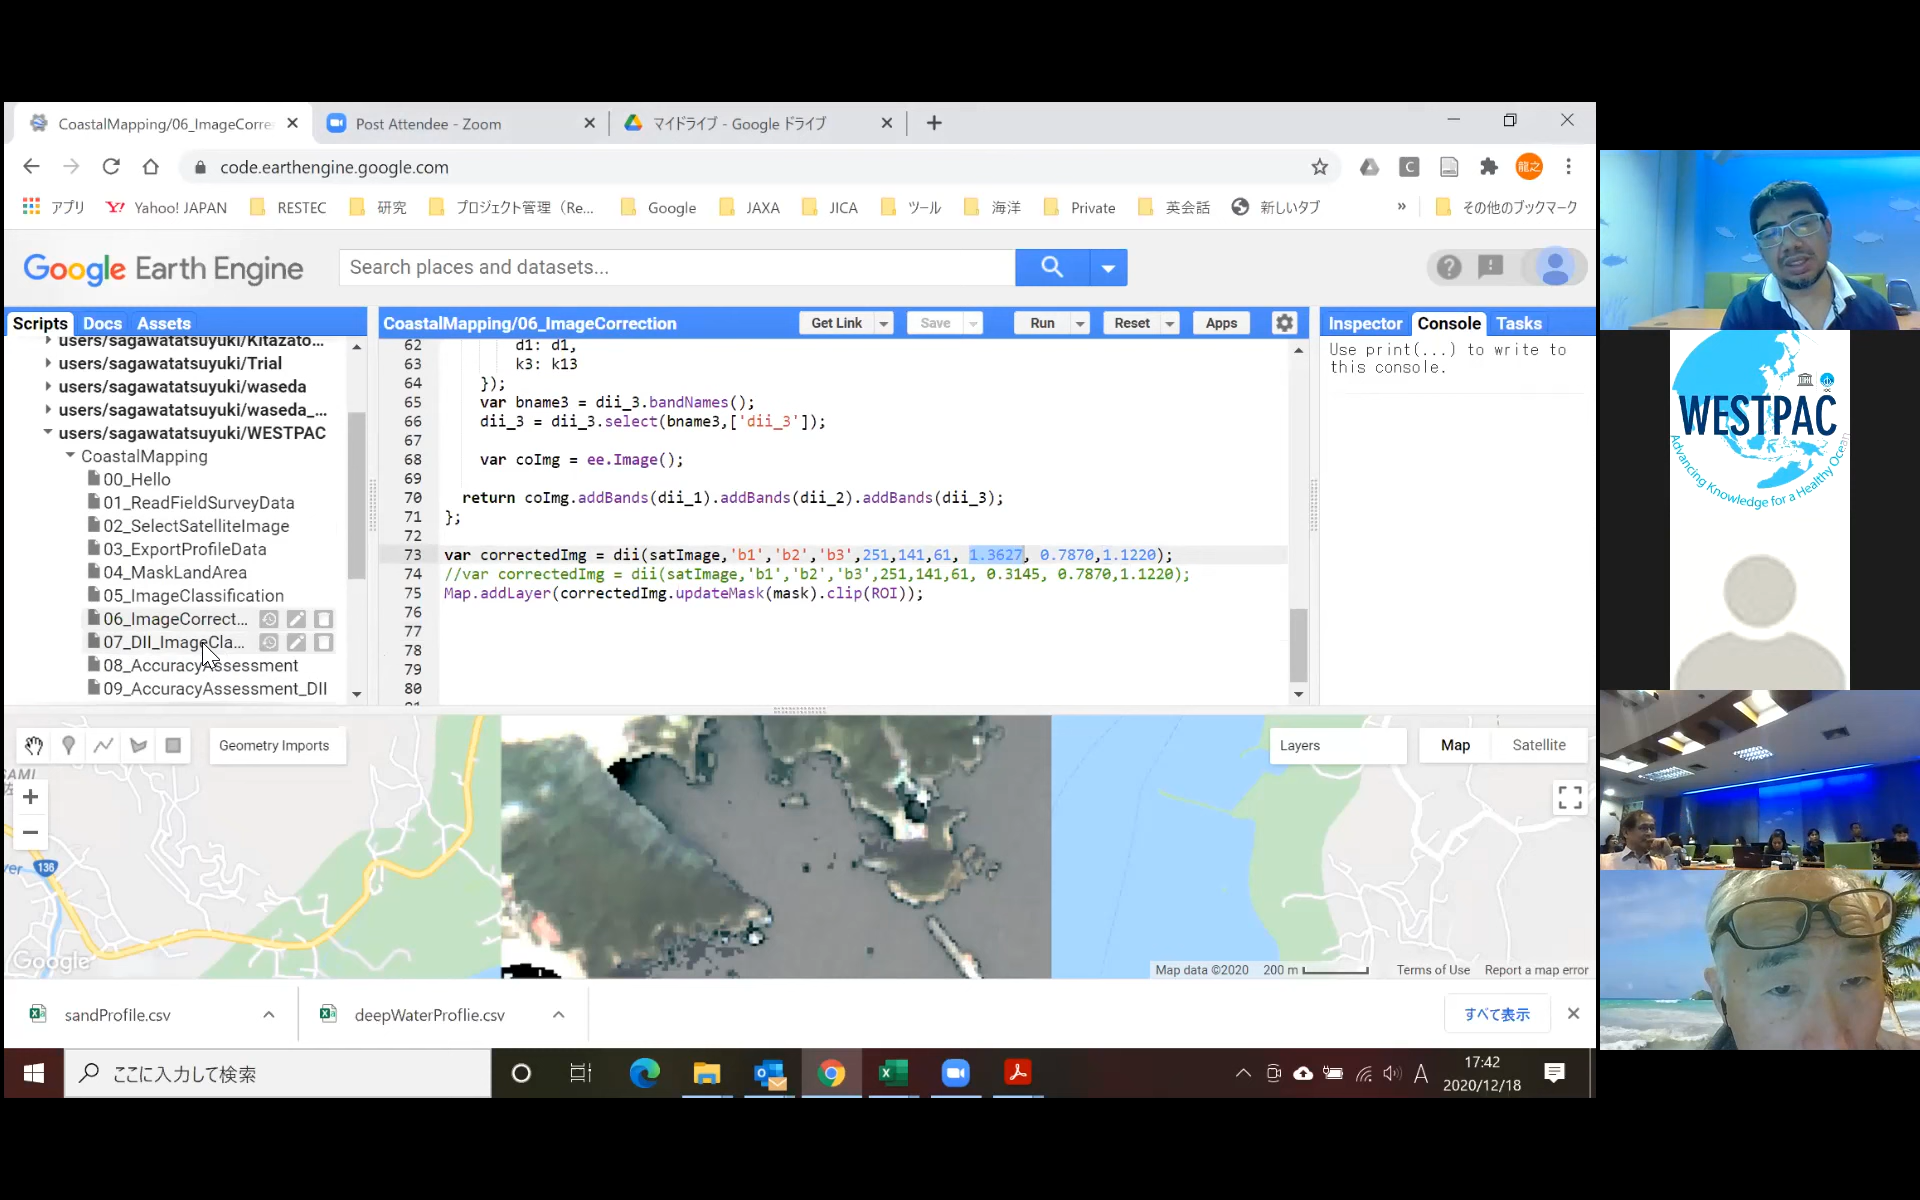 CoastalMapping/06_ImageCorre
Post Attendee - Zoom
マイドライブ - Google ドライブ
code.earthengine.google.com
龍之
アプリ
Yahoo! JAPAN
RESTEC
研究
プロジェクト管理（Re...
Google
JAXA
JICA
ツール
海洋
Private
英会話
新しいタブ
»
その他のブックマーク
Google Earth Engine
Search places and datasets...
Scripts Docs Assets
users/sagawatatsuyuki/Kitazato...
users/sagawatatsuyuki/Trial
users/sagawatatsuyuki/waseda
users/sagawatatsuyuki/waseda_...
users/sagawatatsuyuki/WESTPAC
CoastalMapping
00_Hello
01_ReadFieldSurveyData
02_SelectSatelliteImage
03_ExportProfileData
04_MaskLandArea
05_ImageClassification
06_ImageCorrect...
07_DII_ImageCla...
08_AccuracyAssessment
09_AccuracyAssessment_DII
CoastalMapping/06_ImageCorrection
Get Link
Save
Run
Reset
Apps
62 d1: d1,
63 k3: k13
64 });
65 var bname3 = dii_3.bandNames();
66 dii_3 = dii_3.select(bname3,['dii_3']);
67
68 var coImg = ee.Image();
69
70 return coImg.addBands(dii_1).addBands(dii_2).addBands(dii_3);
71 };
72
73 var correctedImg = dii(satImage,'b1','b2','b3',251,141,61, 1.3627, 0.7870,1.1220);
74 //var correctedImg = dii(satImage,'b1','b2','b3',251,141,61, 0.3145, 0.7870,1.1220);
75 Map.addLayer(correctedImg.updateMask(mask).clip(ROI));
76
77
78
79
80
Inspector Console Tasks
Use print(...) to write to
this console.
Geometry Imports
Layers
Map
Satellite
136
Google
Map data ©2020
200 m
Terms of Use
Report a map error
sandProfile.csv
deepWaterProflie.csv
すべて表示
ここに入力して検索
A
17:42
2020/12/18
WESTPAC
Advancing Knowledge for a Healthy Ocean